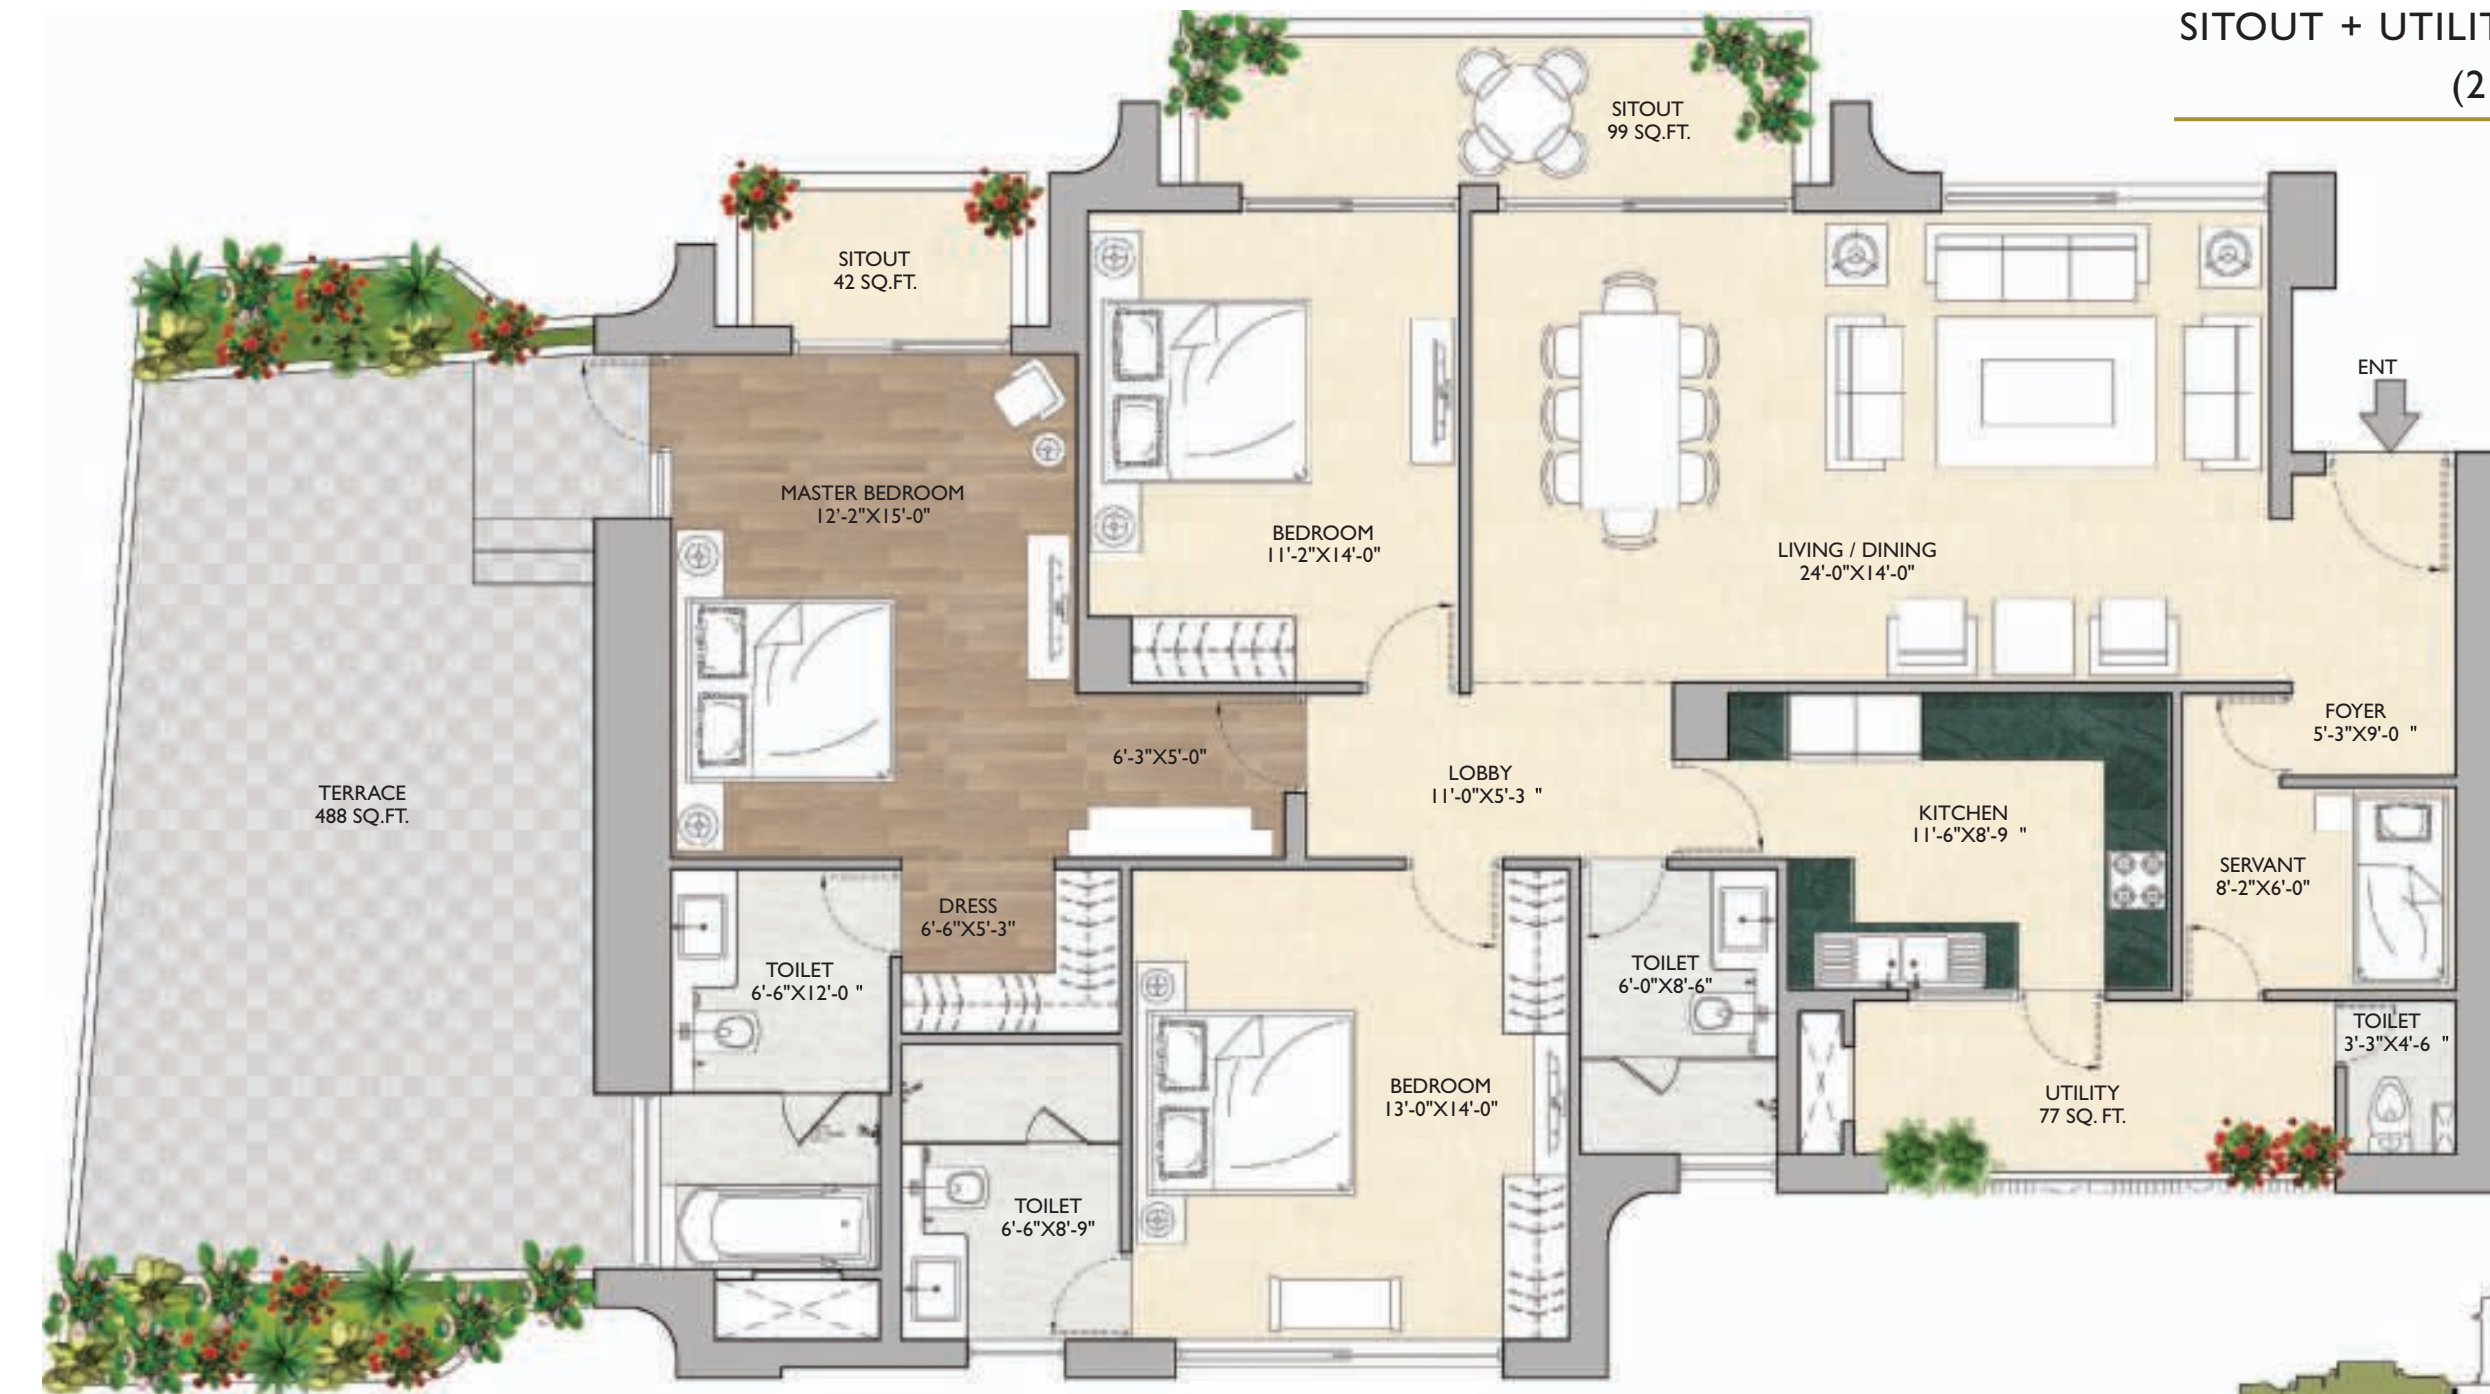 SITOUT + UTILIT
(2
SITOUT
99 SQ.FT.
SITOUT
42 SQ.FT.
ENT
MASTER BEDROOM
12'-2"X15'-0"
BEDROOM
11'-2"X14'-0"
LIVING / DINING
24'-0"X14'-0"
FOYER
5'-3"X9'-0 "
6'-3"X5'-0"
LOBBY
11'-0"X5'-3 "
TERRACE
488 SQ.FT.
KITCHEN
11'-6"X8'-9 "
SERVANT
8'-2"X6'-0"
DRESS
6'-6"X5'-3"
TOILET
6'-6"X12'-0 "
TOILET
6'-0"X8'-6"
TOILET
3'-3"X4'-6 "
BEDROOM
13'-0"X14'-0"
UTILITY
77 SQ. FT.
TOILET
6'-6"X8'-9"